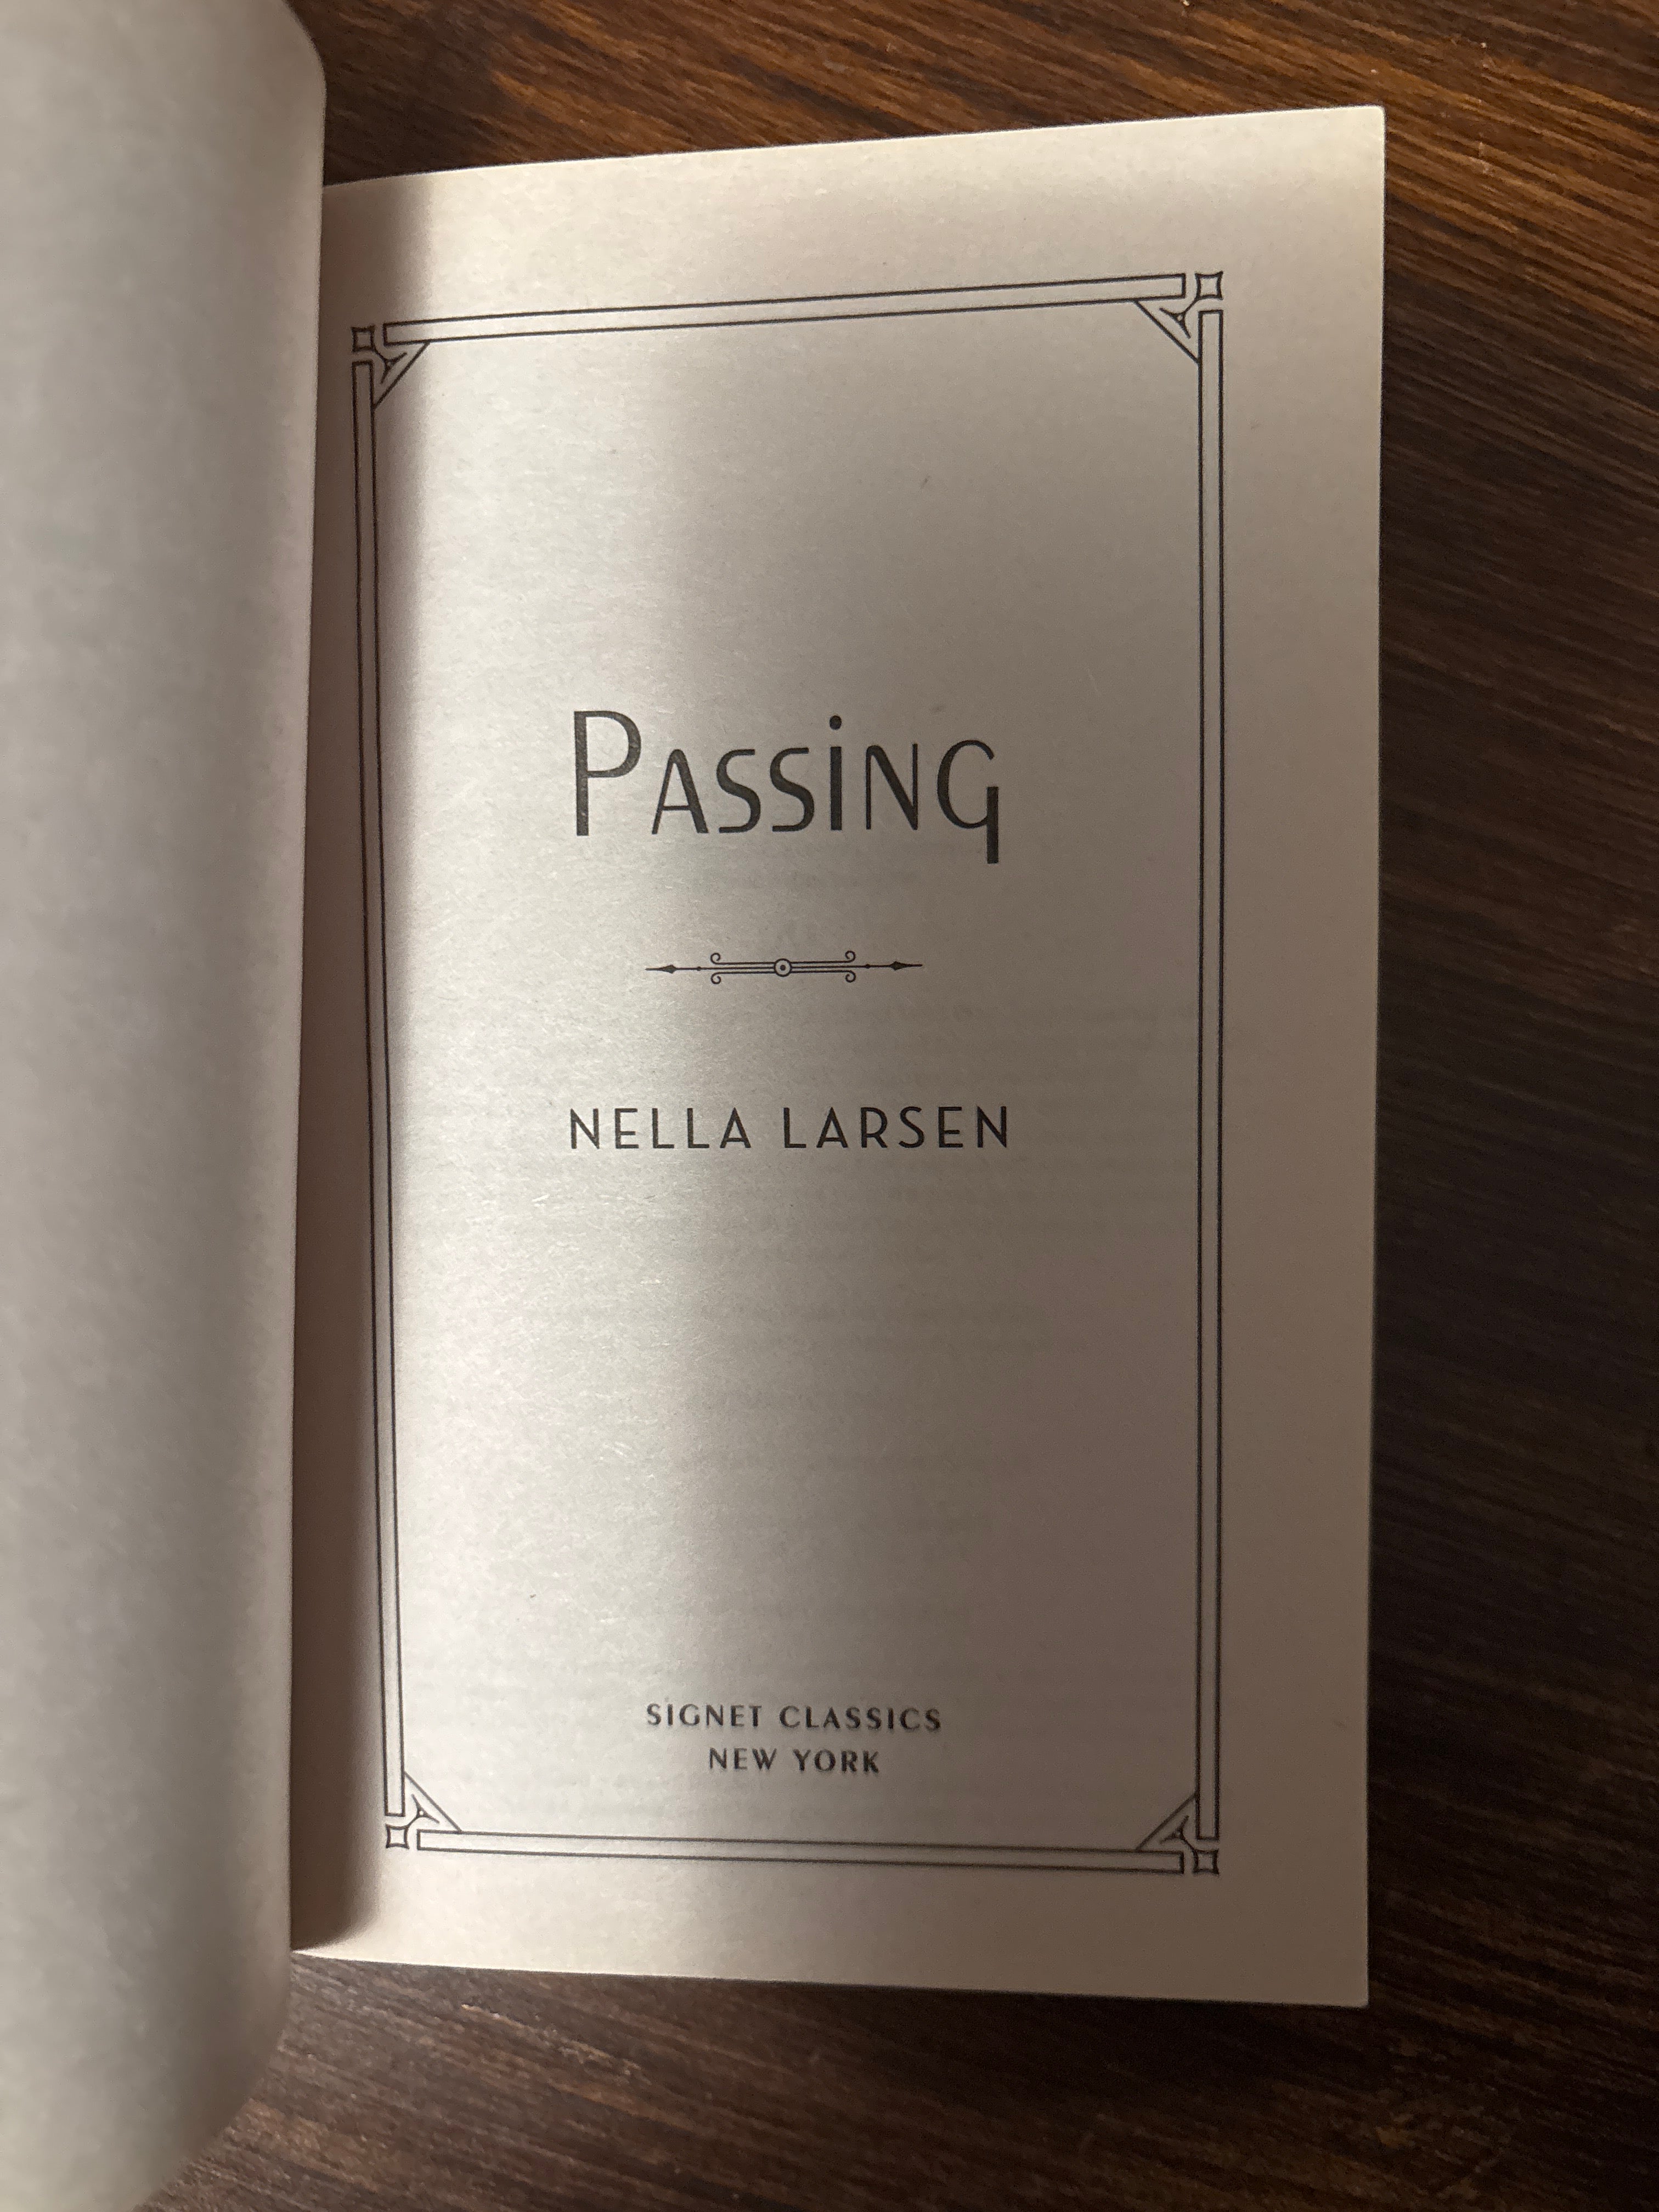 PASSiNG
NELLA LARSEN
SIGNET CLASSICS
NEW YORK